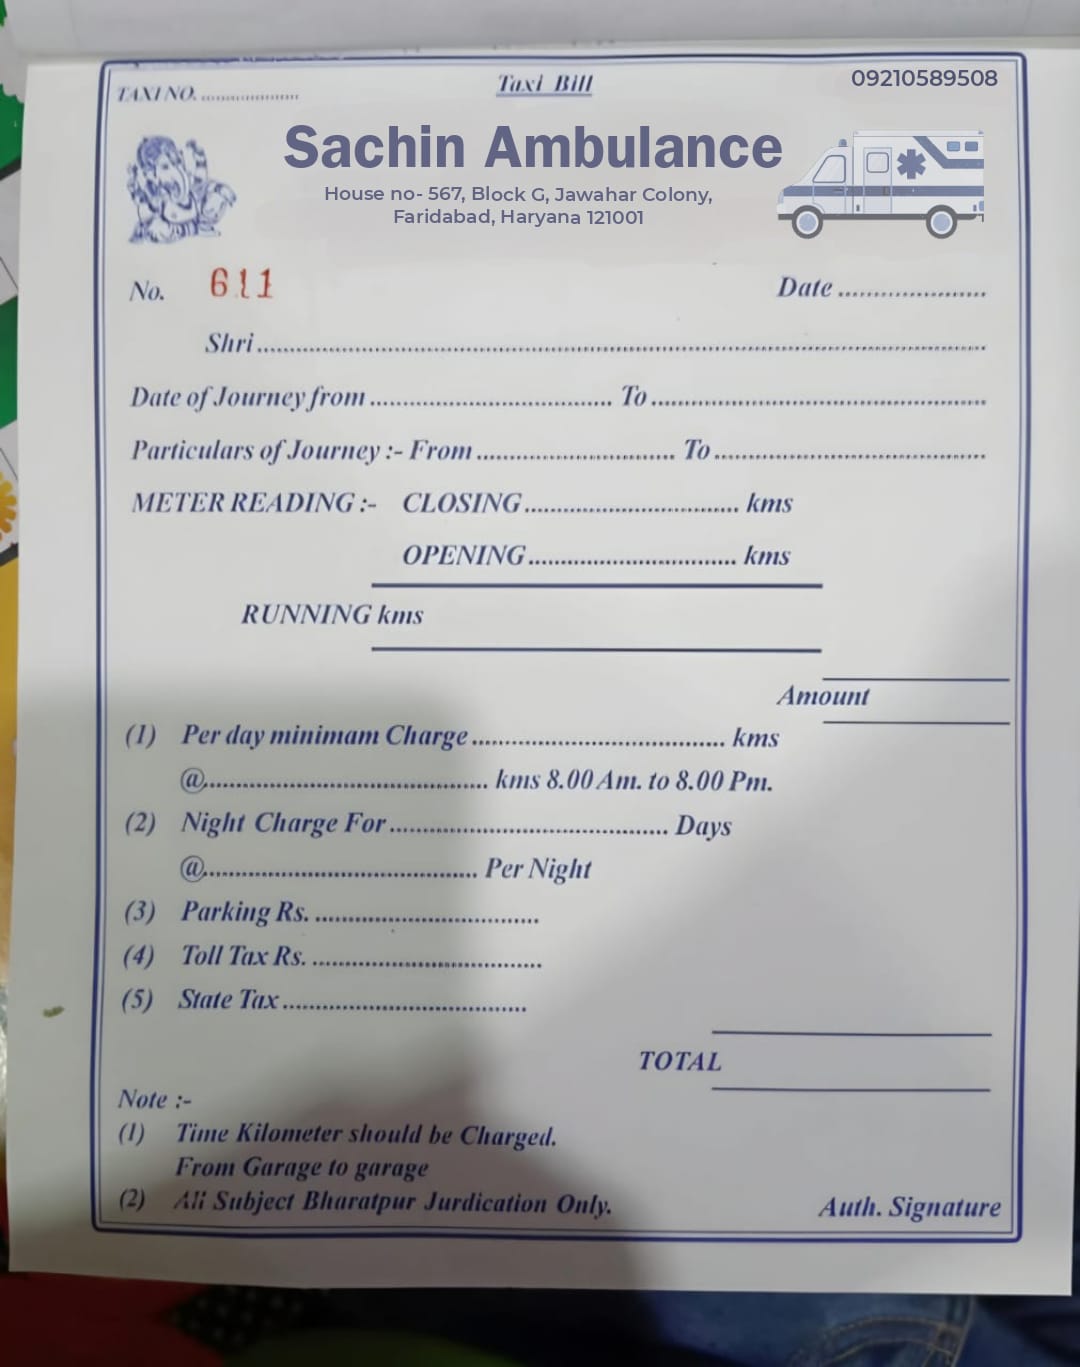 TAXI NO. ....................
Taxi Bill
09210589508
Sachin Ambulance
House no- 567, Block G, Jawahar Colony,
Faridabad, Haryana 121001
No. 611
Date ......................
Shri ..............................................................................................................
Date of Journey from .................................... To ..................................................
Particulars of Journey :- From .............................. To .........................................
METER READING :- CLOSING ................................ kms
OPENING ............................... kms
RUNNING kms
Amount
(1) Per day minimam Charge ...................................... kms
@........................................... kms 8.00 Am. to 8.00 Pm.
(2) Night Charge For .......................................... Days
@......................................... Per Night
(3) Parking Rs. ..................................
(4) Toll Tax Rs. ...................................
(5) State Tax .....................................
TOTAL
Note :-
(1) Time Kilometer should be Charged.
From Garage to garage
(2) All Subject Bharatpur Jurdication Only.
Auth. Signature